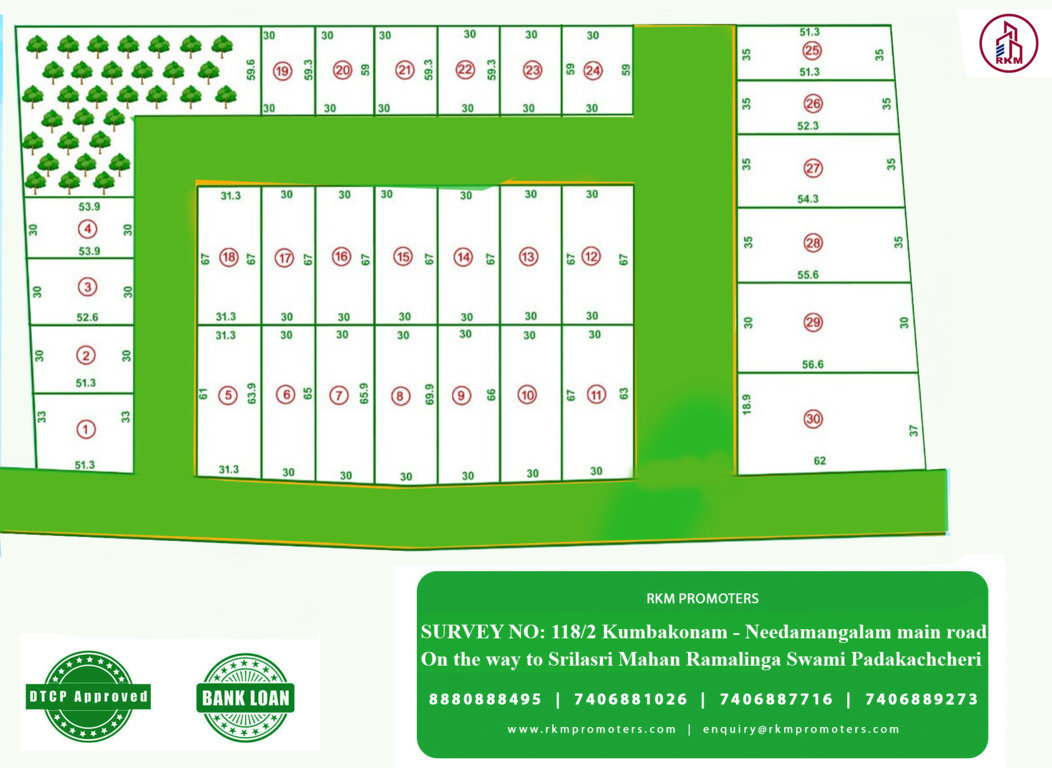 30 30 30 30 30 30
59.6 19 59.3 20 59 21 59.3 22 59.3 23 59 24 59
30 30 30 30 30 30
51.3
35 25 35
51.3
RKM
35 26 35
52.3
35 27 35
54.3
35 28 35
55.6
30 29 30
56.6
18.9 30 37
62
53.9
30 4 30
53.9
30 3 30
52.6
30 2 30
51.3
33 1 33
51.3
31.3 30 30 30 30 30 30
67 18 67 17 67 16 67 15 67 14 67 13 67 12 67
31.3 30 30 30 30 30 30
31.3 30 30 30 30 30 30
61 5 63.9 6 65 7 65.9 8 69.9 9 66 10 67 11 63
31.3 30 30 30 30 30 30
DTCP Approved
BANK LOAN
RKM PROMOTERS
SURVEY NO: 118/2 Kumbakonam - Needamangalam main road
On the way to Srilasri Mahan Ramalinga Swami Padakachcheri
8880888495 | 7406881026 | 7406887716 | 7406889273
www.rkmpromoters.com | enquiry@rkmpromoters.com